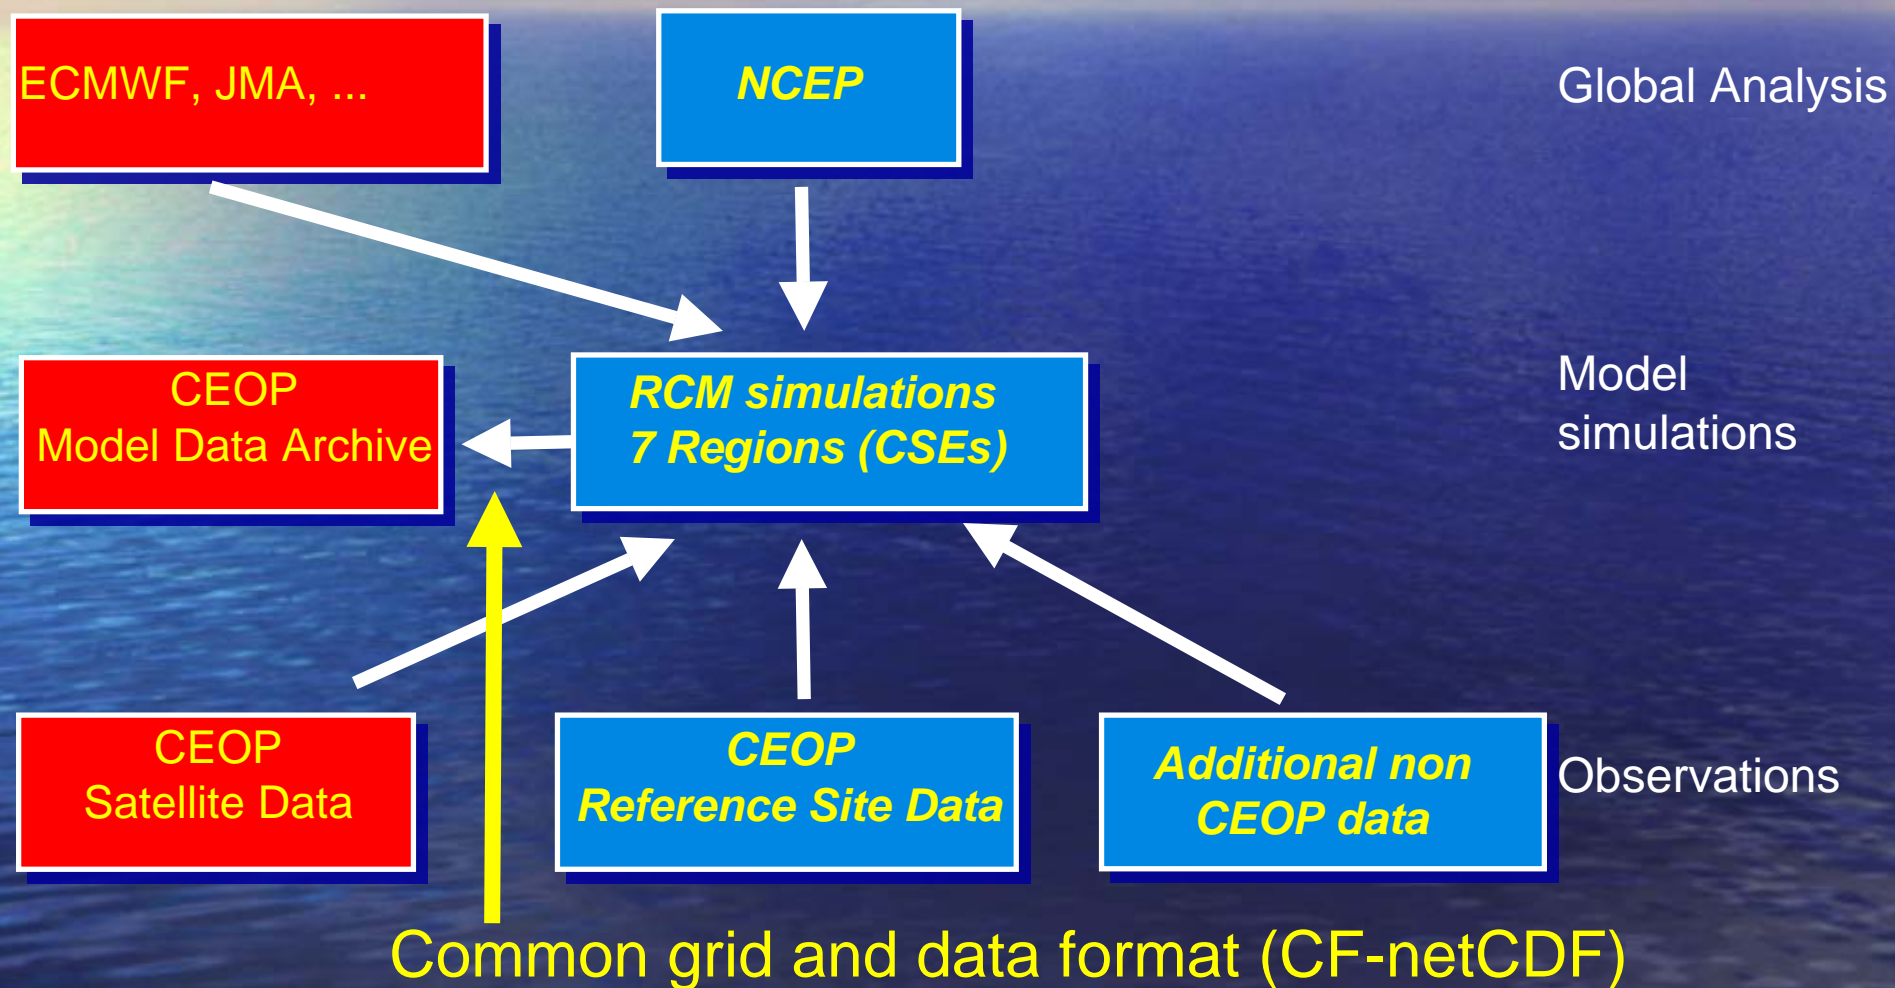 ECMWF, JMA, ...
NCEP
Global Analysis
CEOP
Model Data Archive
RCM simulations
7 Regions (CSEs)
Model
simulations
CEOP
Satellite Data
CEOP
Reference Site Data
Additional non
CEOP data
Observations
Common grid and data format (CF-netCDF)